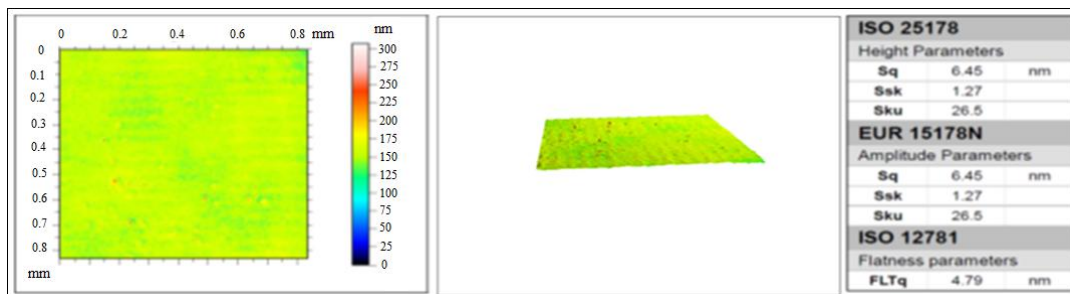 0 0.2 0.4 0.6 0.8 mm
0
0.1
0.2
0.3
0.4
0.5
0.6
0.7
0.8
mm
nm
300
275
250
225
200
175
150
125
100
75
50
25
0
ISO 25178
Height Parameters
Sq 6.45 nm
Ssk 1.27
Sku 26.5
EUR 15178N
Amplitude Parameters
Sq 6.45 nm
Ssk 1.27
Sku 26.5
ISO 12781
Flatness parameters
FLTq 4.79 nm